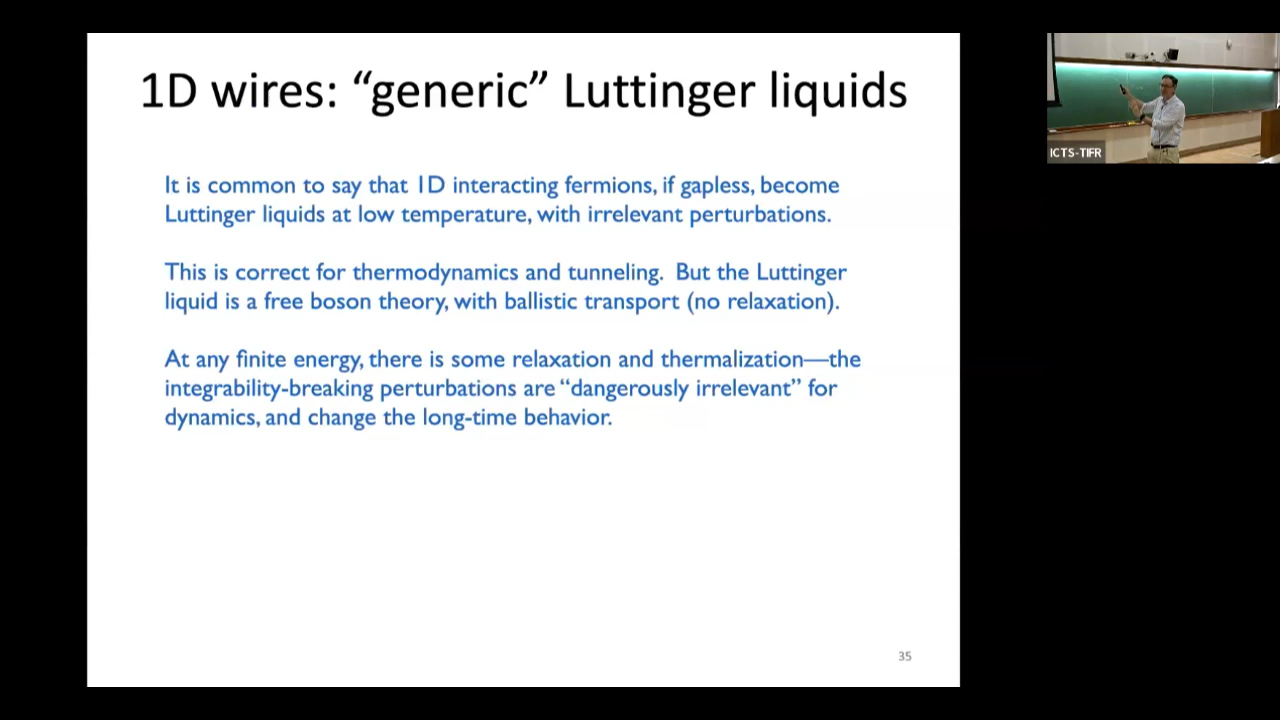 1D wires: “generic” Luttinger liquids
It is common to say that 1D interacting fermions, if gapless, become
Luttinger liquids at low temperature, with irrelevant perturbations.
This is correct for thermodynamics and tunneling. But the Luttinger
liquid is a free boson theory, with ballistic transport (no relaxation).
At any finite energy, there is some relaxation and thermalization—the
integrability-breaking perturbations are “dangerously irrelevant” for
dynamics, and change the long-time behavior.
35
ICTS-TIFR